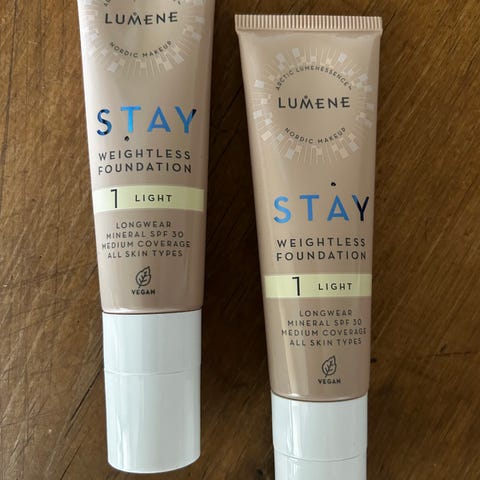 LUMENE
NORDIC MAKEUP
STAY
WEIGHTLESS
FOUNDATION
1 LIGHT
LONGWEAR
MINERAL SPF 30
MEDIUM COVERAGE
ALL SKIN TYPES
VEGAN
ARCTIC LUMENESSENCE™
LUMENE
NORDIC MAKEUP
STAY
WEIGHTLESS
FOUNDATION
1 LIGHT
LONGWEAR
MINERAL SPF 30
MEDIUM COVERAGE
ALL SKIN TYPES
VEGAN